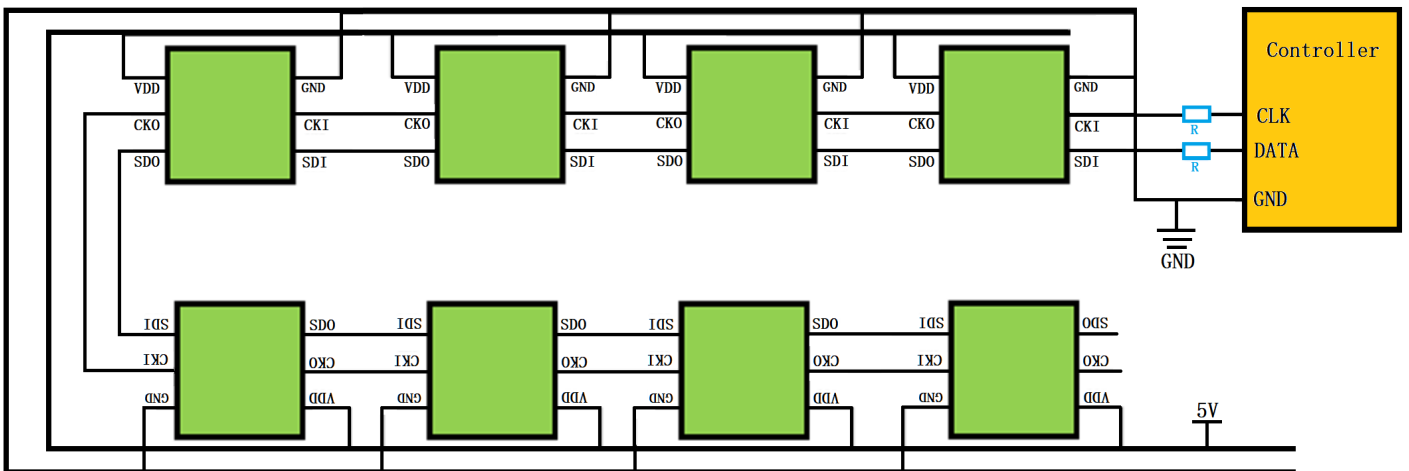 Controller
VDD GND VDD GND VDD GND VDD GND
CKO CKI CKO CKI CKO CKI CKO CKI CLK
R
SDO SDI SDO SDI SDO SDI SDO SDI DATA
R
GND
GND
SDI SDO SDI SDO SDI SDO SDI SDO
CKI CKO CKI CKO CKI CKO CKI CKO
GND VDD GND VDD GND VDD GND VDD
5V